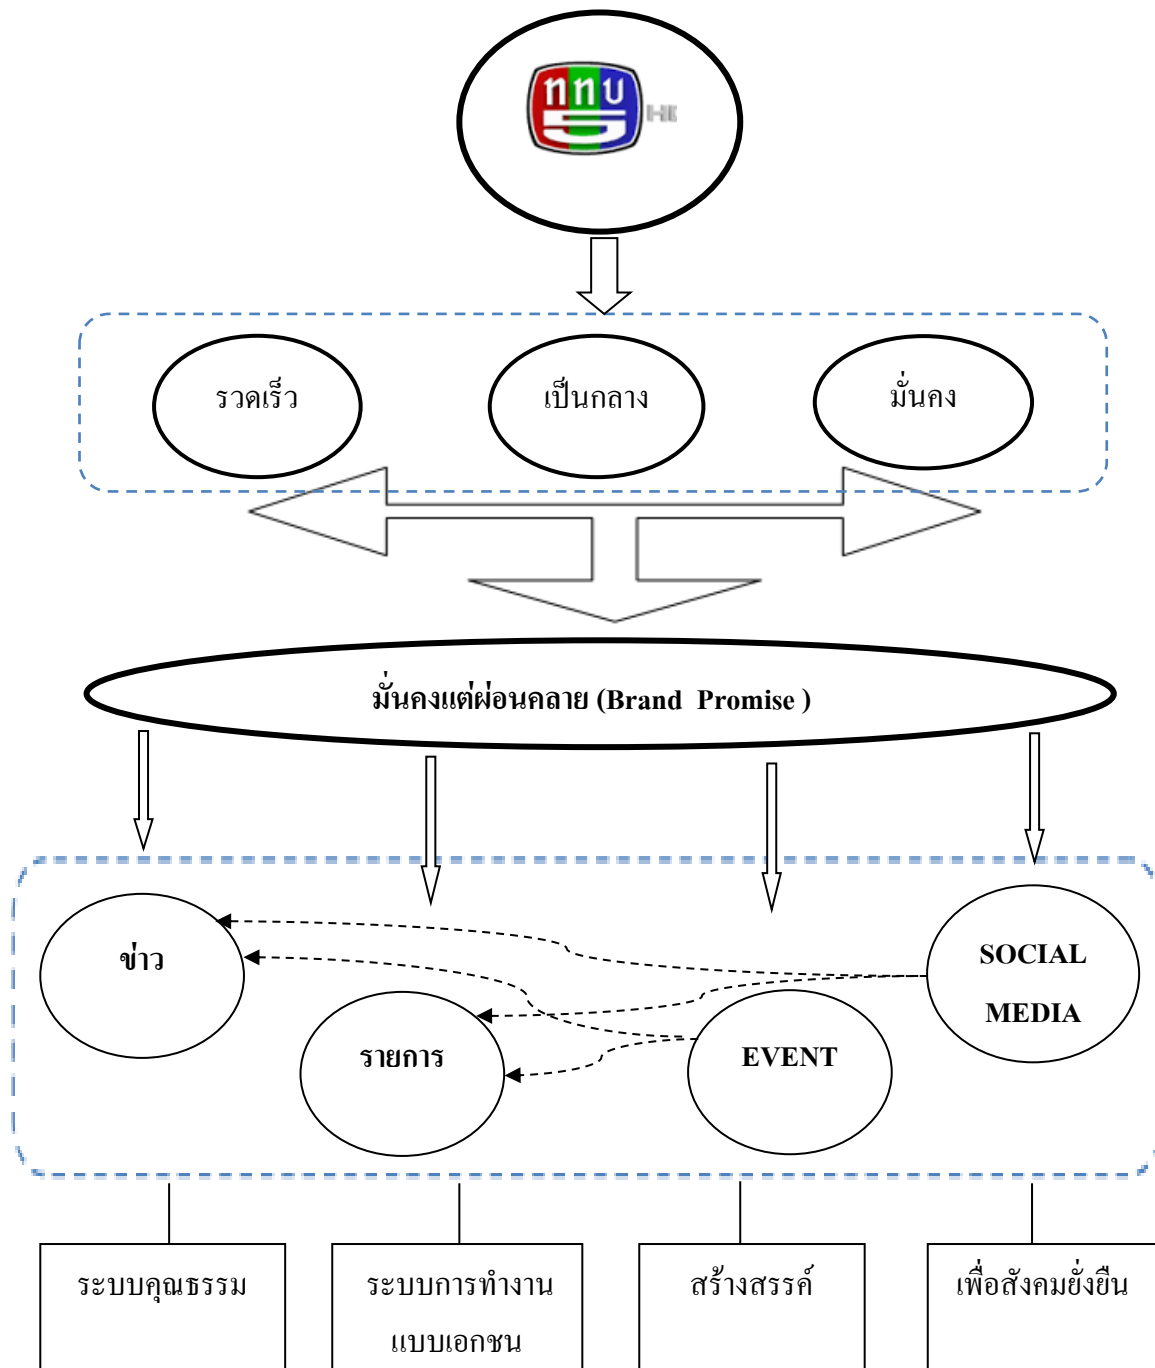 ททบ
5
HD
รวดเร็ว
เป็นกลาง
มั่นคง
มั่นคงแต่ผ่อนคลาย (Brand Promise )
ข่าว
รายการ
EVENT
SOCIAL
MEDIA
ระบบคุณธรรม
ระบบการทำงาน
แบบเอกชน
สร้างสรรค์
เพื่อสังคมยั่งยืน